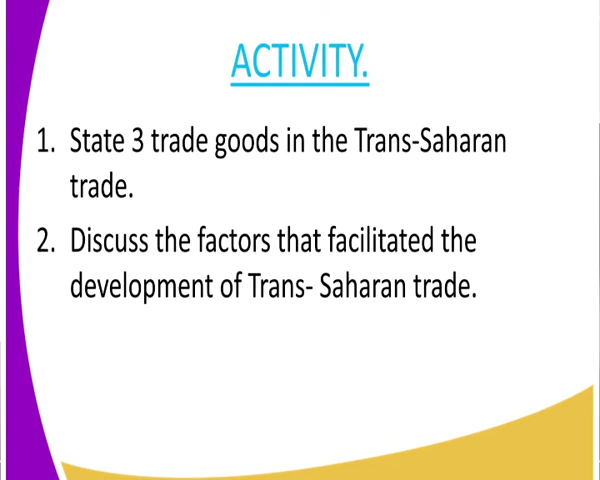 ACTIVITY.
1. State 3 trade goods in the Trans-Saharan
trade.
2. Discuss the factors that facilitated the
development of Trans- Saharan trade.